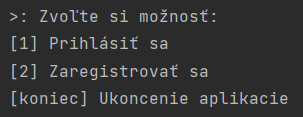 >: Zvoľte si možnosť:
[1] Prihlásiť sa
[2] Zaregistrovať sa
[koniec] Ukoncenie aplikacie